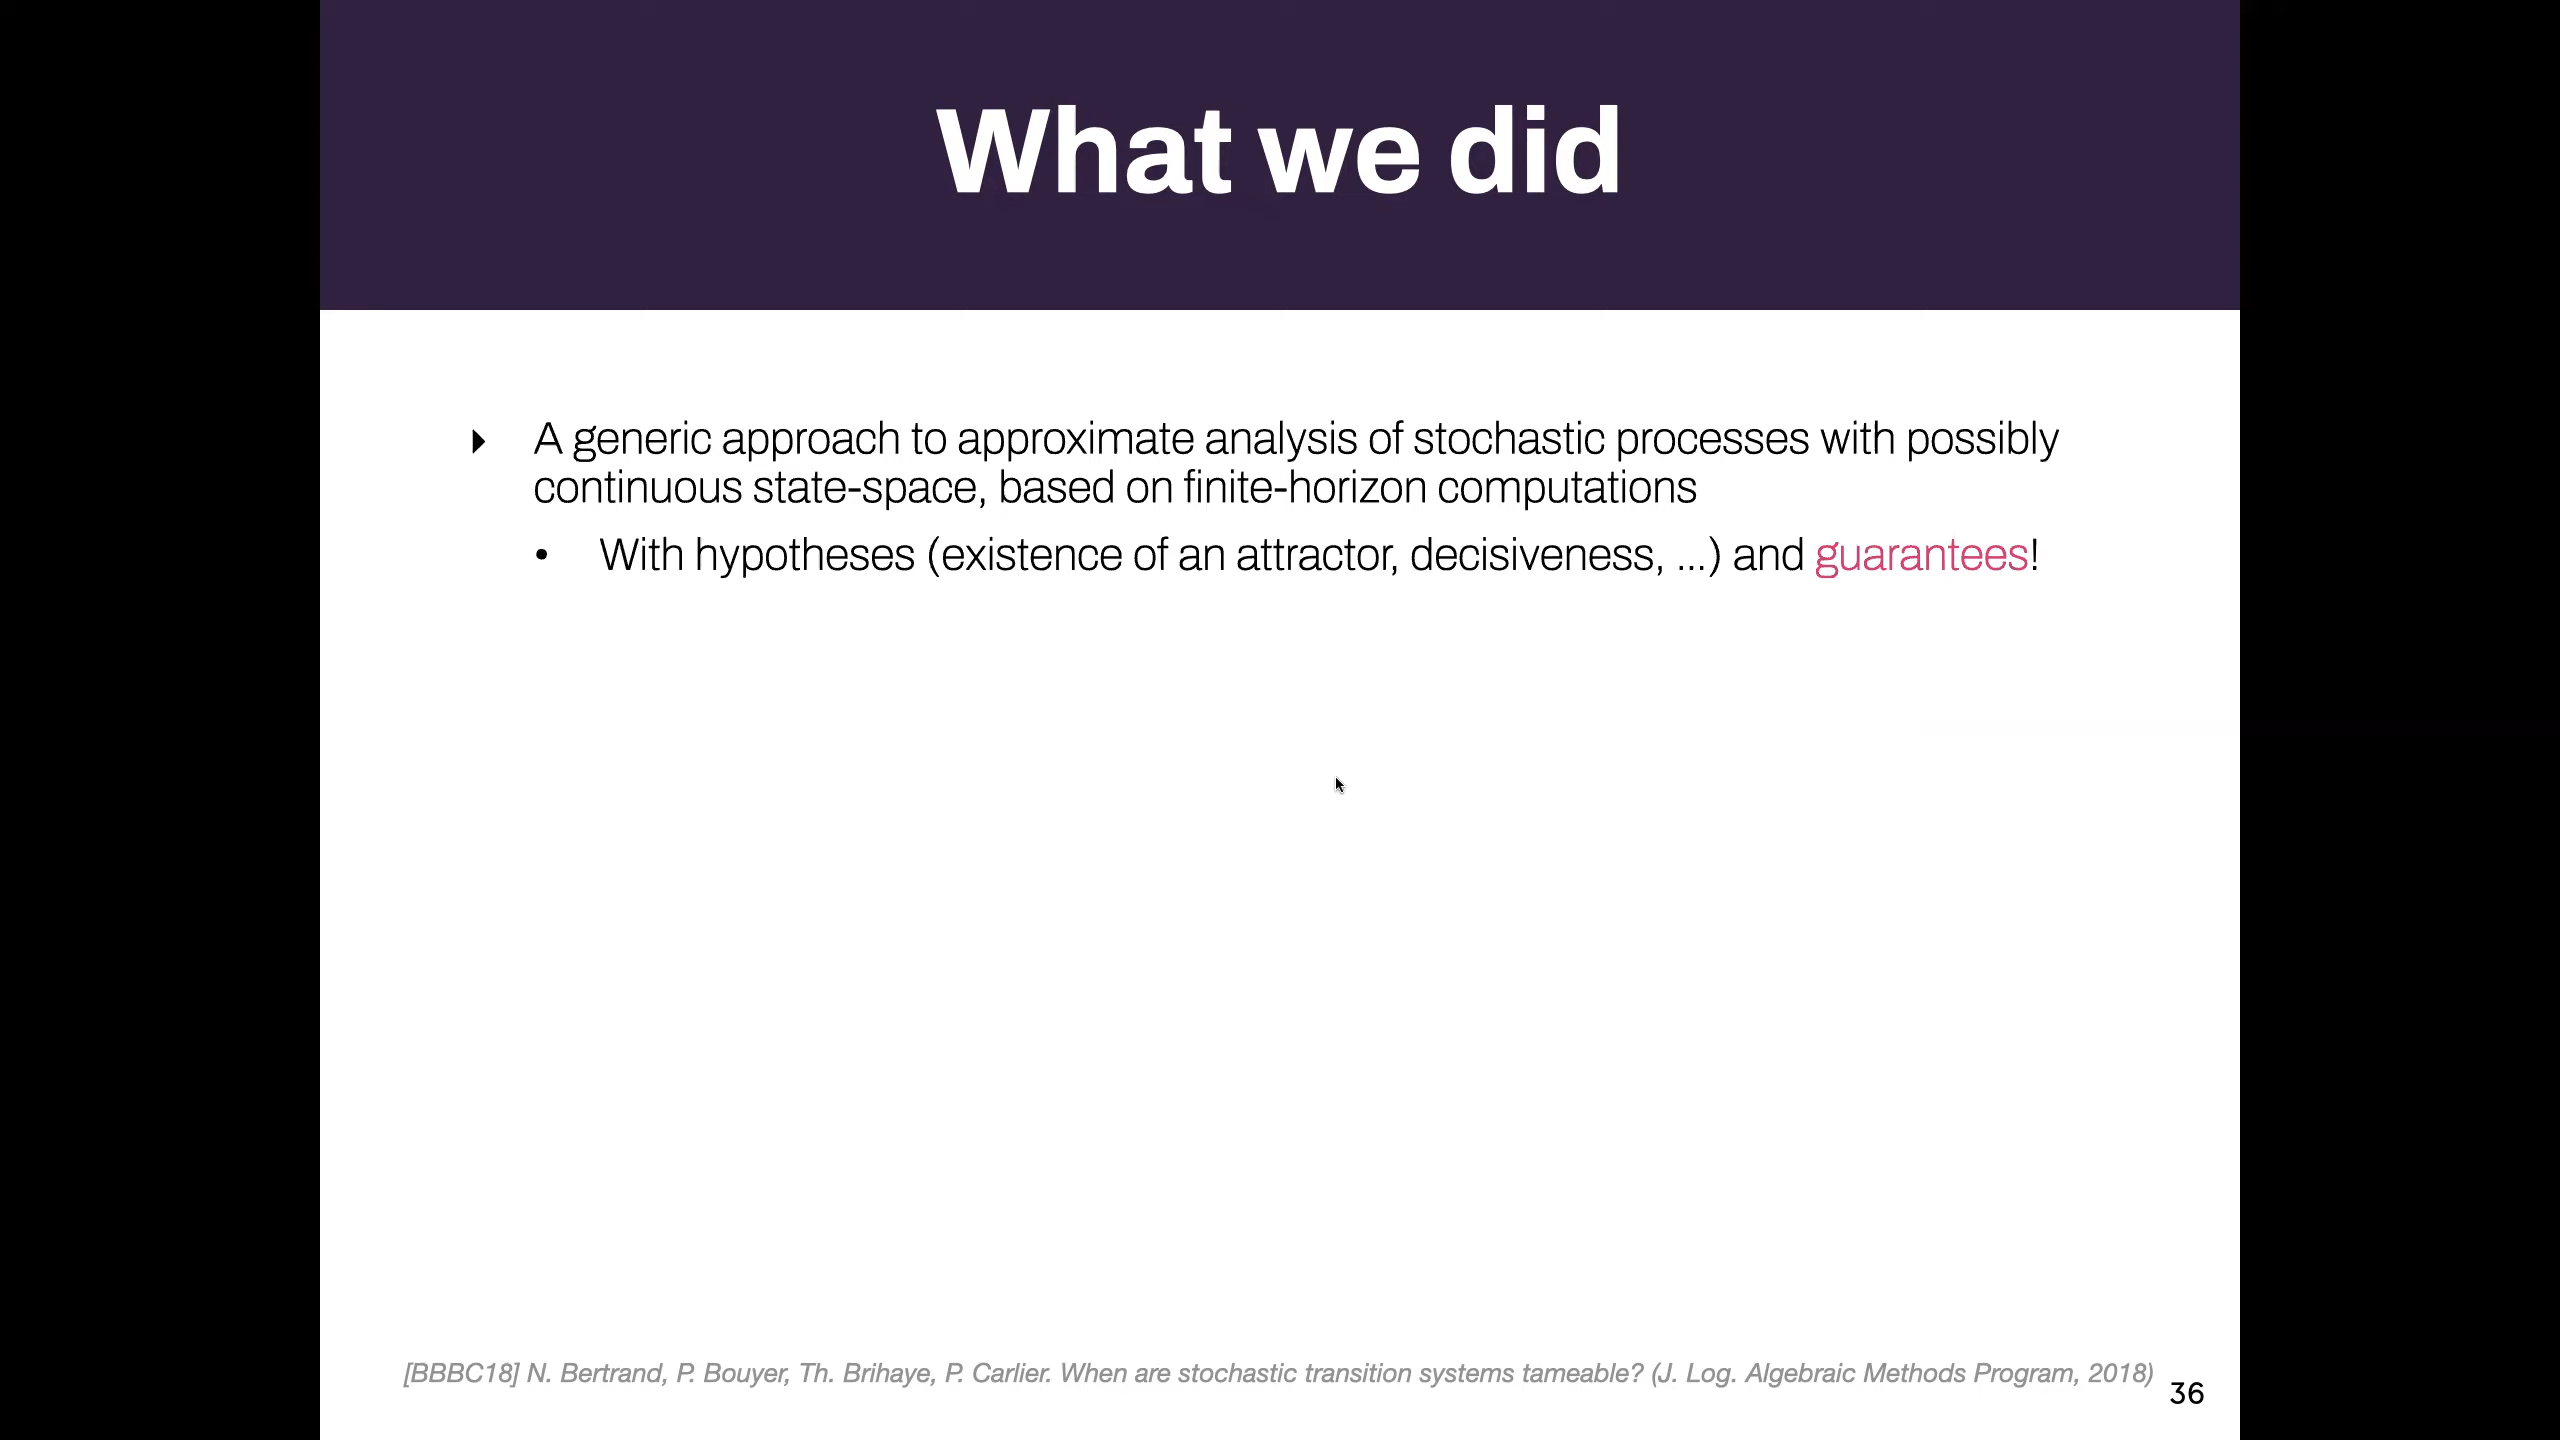 What we did
A generic approach to approximate analysis of stochastic processes with possibly
continuous state-space, based on finite-horizon computations
• With hypotheses (existence of an attractor, decisiveness, ...) and guarantees!
[BBBC18] N. Bertrand, P. Bouyer, Th. Brihaye, P. Carlier. When are stochastic transition systems tameable? (J. Log. Algebraic Methods Program, 2018)
36